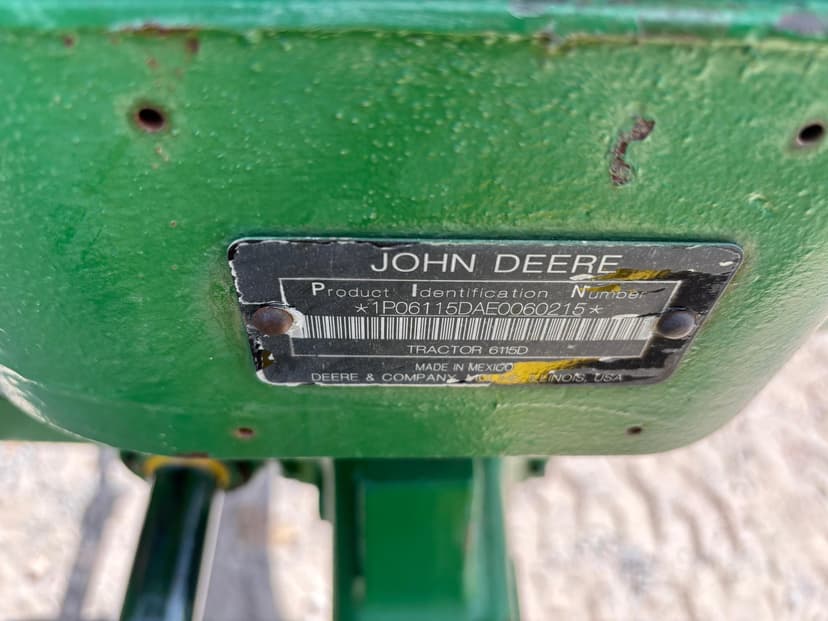 JOHN DEERE
Product Identification Number
*1P06115DAE0060215*
TRACTOR 6115D
MADE IN MEXICO
DEERE & COMPANY ILLINOIS, USA